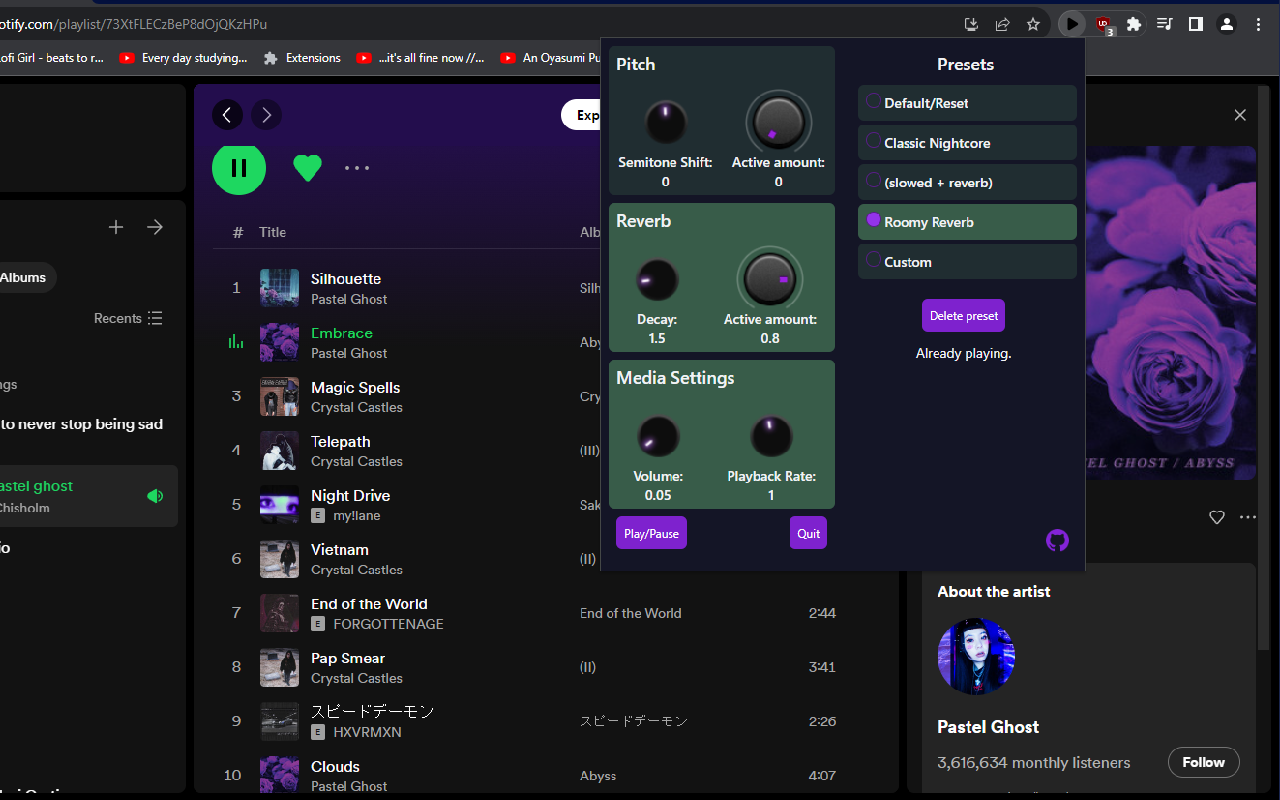 otify.com/playlist/73XtFLECzBeP8dOjQKzHPu
3
ofi Girl - beats to r...
Every day studying...
Extensions
...it's all fine now //...
An Oyasumi Pu
Albums
Recents
ngs
to never stop being sad
astel ghost
Chisholm
io
Exp
# Title Alb
1 Silhouette Silh
Pastel Ghost
Embrace Aby
Pastel Ghost
3 Magic Spells Cry
Crystal Castles
4 Telepath (III)
Crystal Castles
5 Night Drive Sak
E my!lane
6 Vietnam (II)
Crystal Castles
7 End of the World End of the World 2:44
E FORGOTTENAGE
8 Pap Smear (II) 3:41
Crystal Castles
9 スピードデーモン スピードデーモン 2:26
E HXVRMXN
10 Clouds Abyss 4:07
Pastel Ghost
Pitch
Semitone Shift: Active amount:
0 0
Reverb
Decay: Active amount:
1.5 0.8
Media Settings
Volume: Playback Rate:
0.05 1
Play/Pause Quit
Presets
Default/Reset
Classic Nightcore
(slowed + reverb)
Roomy Reverb
Custom
Delete preset
Already playing.
TEL GHOST / ABYSS
About the artist
Pastel Ghost
3,616,634 monthly listeners
Follow